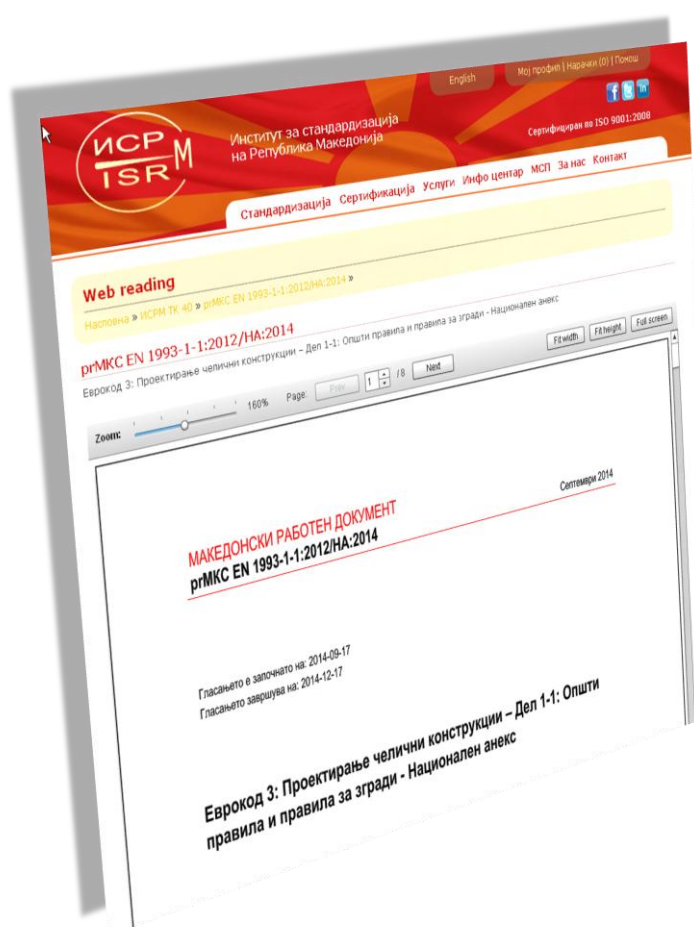 English
Мој профил | Нарачки (0) | Помош
ИСРМ
ISR
Институт за стандардизација
на Република Македонија
Сертифициран по ISO 9001:2008
Стандардизација Сертификација Услуги Инфо центар МСП За нас Контакт
Web reading
Насловна » ИСРМ ТК 40 » prМКС EN 1993-1-1:2012/НА:2014 »
prМКС EN 1993-1-1:2012/НА:2014
Еврокод 3: Проектирање челични конструкции – Дел 1-1: Општи правила и правила за згради - Национален анекс
Zoom: 160% Page: Prev 1 / 8 Next Fit width Fit height Full screen
Септември 2014
МАКЕДОНСКИ РАБОТЕН ДОКУМЕНТ
prМКС EN 1993-1-1:2012/НА:2014
Гласањето е започнато на: 2014-09-17
Гласањето завршува на: 2014-12-17
Еврокод 3: Проектирање челични конструкции – Дел 1-1: Општи
правила и правила за згради - Национален анекс